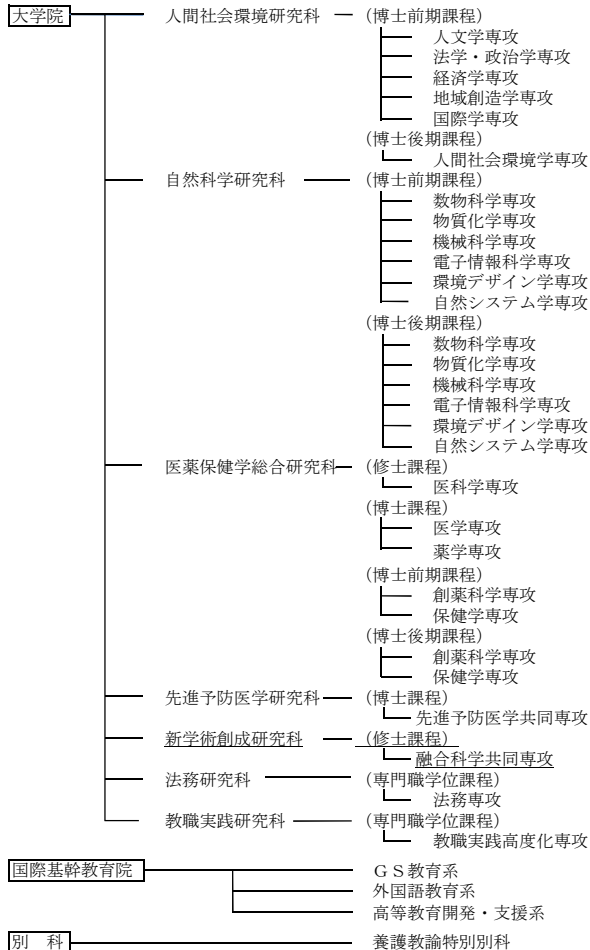 大学院 人間社会環境研究科 (博士前期課程)
人文学専攻
法学・政治学専攻
経済学専攻
地域創造学専攻
国際学専攻
(博士後期課程)
人間社会環境学専攻
自然科学研究科 (博士前期課程)
数物科学専攻
物質化学専攻
機械科学専攻
電子情報科学専攻
環境デザイン学専攻
自然システム学専攻
(博士後期課程)
数物科学専攻
物質化学専攻
機械科学専攻
電子情報科学専攻
環境デザイン学専攻
自然システム学専攻
医薬保健学総合研究科 (修士課程)
医科学専攻
(博士課程)
医学専攻
薬学専攻
(博士前期課程)
創薬科学専攻
保健学専攻
(博士後期課程)
創薬科学専攻
保健学専攻
先進予防医学研究科 (博士課程)
先進予防医学共同専攻
新学術創成研究科 (修士課程)
融合科学共同専攻
法務研究科 (専門職学位課程)
法務専攻
教職実践研究科 (専門職学位課程)
教職実践高度化専攻
国際基幹教育院 GS教育系
外国語教育系
高等教育開発・支援系
別 科 養護教諭特別別科